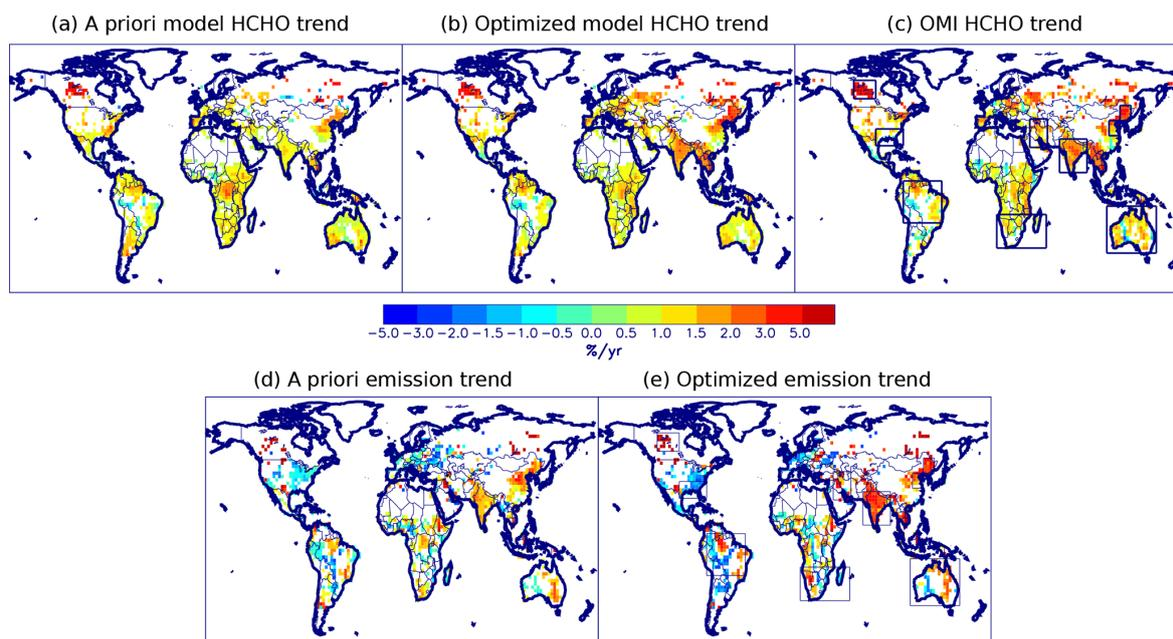 (a) A priori model HCHO trend (b) Optimized model HCHO trend (c) OMI HCHO trend
−5.0 −3.0 −2.0 −1.5 −1.0 −0.5 0.0 0.5 1.0 1.5 2.0 3.0 5.0
%/yr
(d) A priori emission trend (e) Optimized emission trend